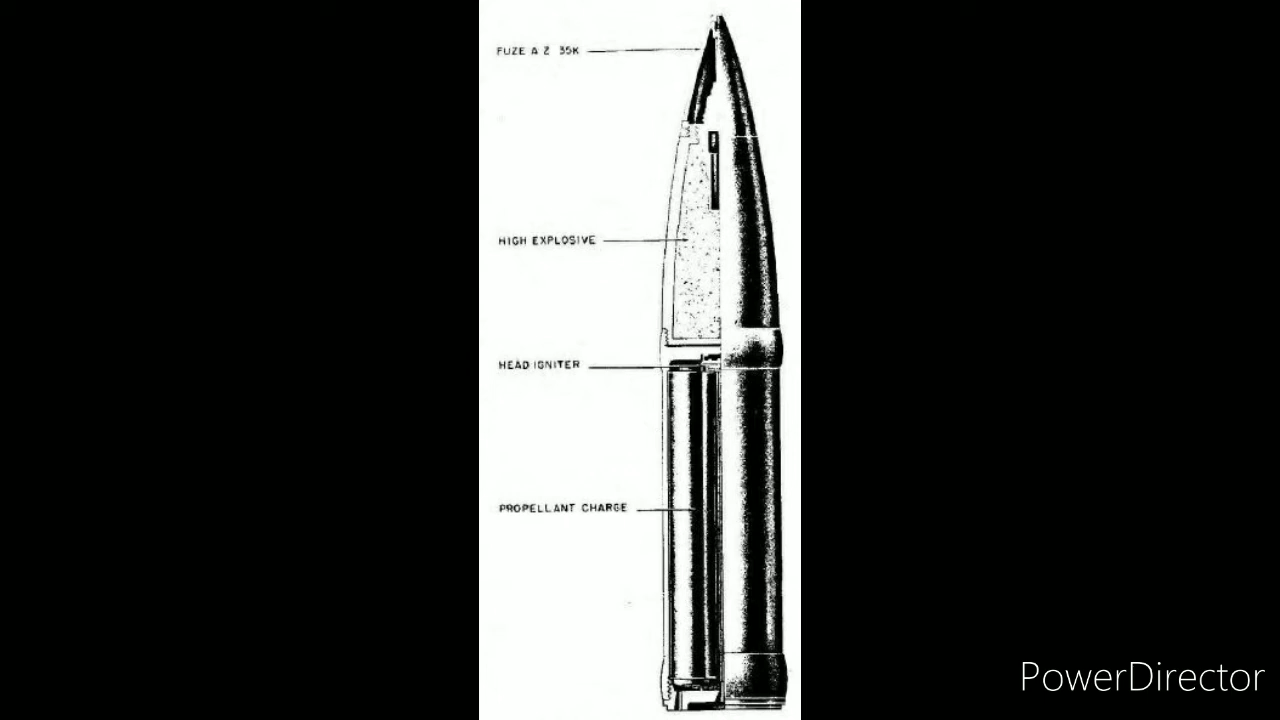 FUZE A Z 35K
HIGH EXPLOSIVE
HEAD IGNITER
PROPELLANT CHARGE
PowerDirector